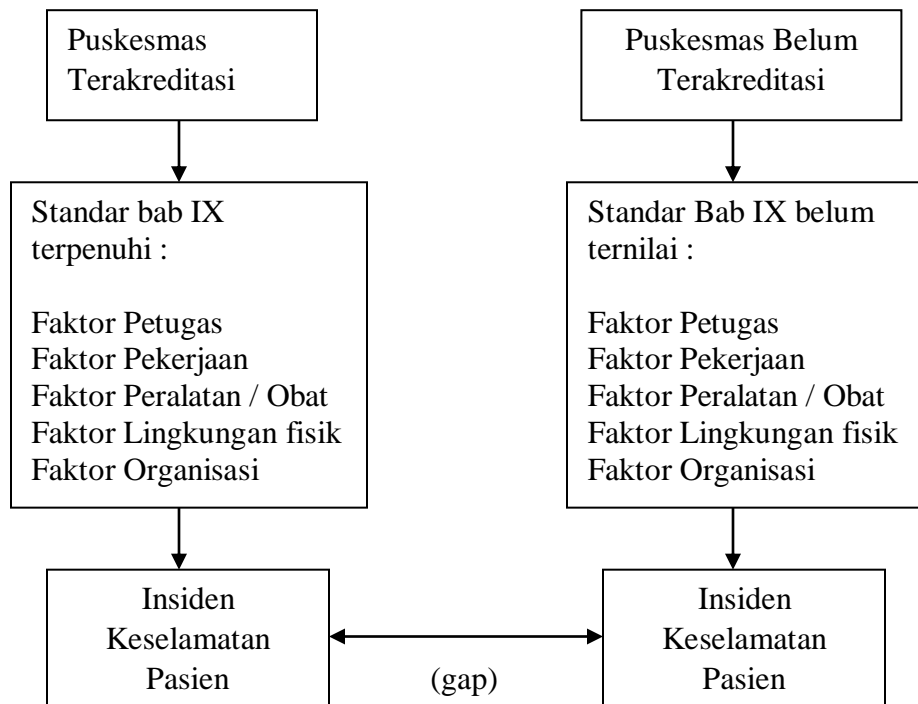 Puskesmas
Terakreditasi
Puskesmas Belum
Terakreditasi
Standar bab IX
terpenuhi :
Faktor Petugas
Faktor Pekerjaan
Faktor Peralatan / Obat
Faktor Lingkungan fisik
Faktor Organisasi
Standar Bab IX belum
ternilai :
Faktor Petugas
Faktor Pekerjaan
Faktor Peralatan / Obat
Faktor Lingkungan fisik
Faktor Organisasi
Insiden
Keselamatan
Pasien
(gap)
Insiden
Keselamatan
Pasien